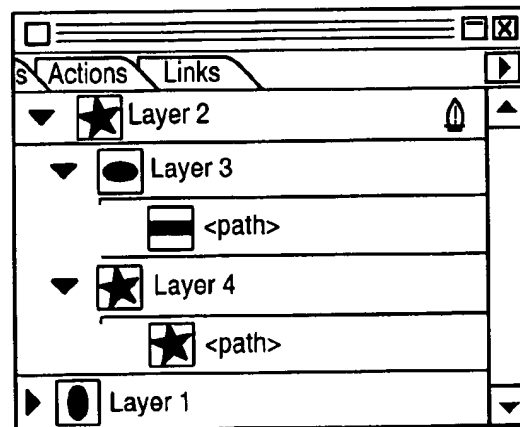 s Actions Links
Layer 2
Layer 3
<path>
Layer 4
<path>
Layer 1